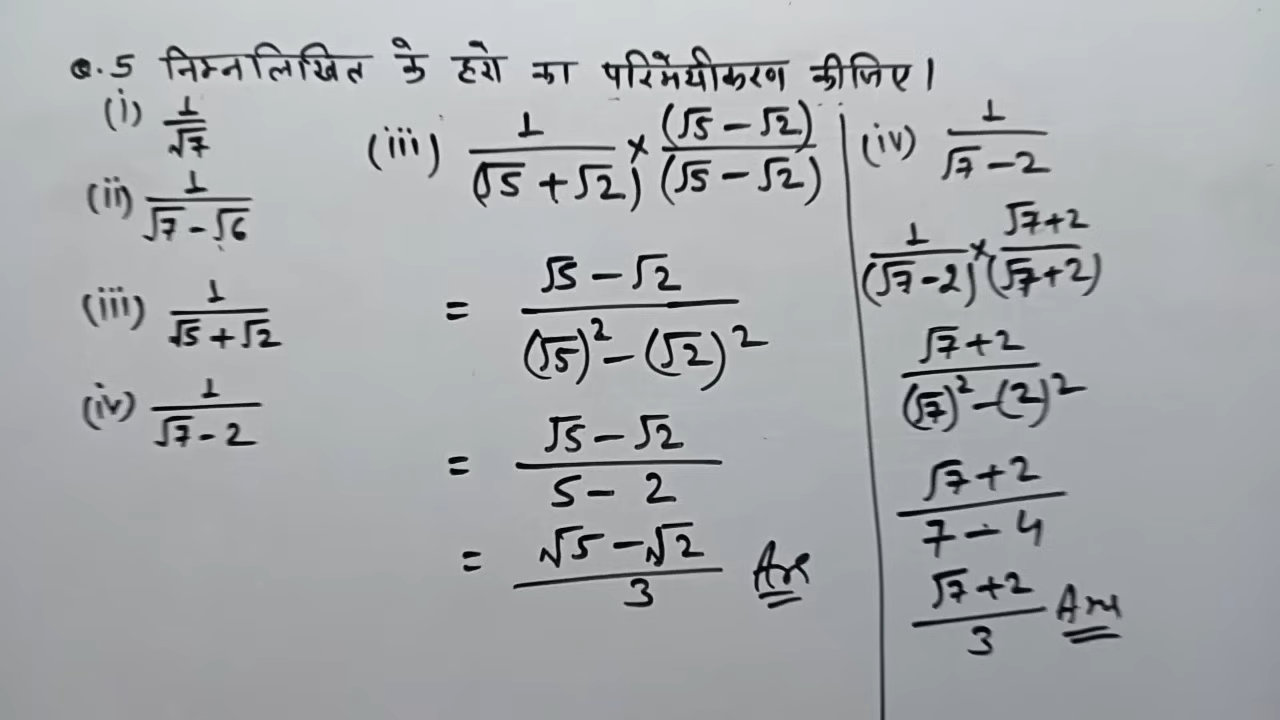 Q.5 निम्नलिखित के हरो का परिमेयीकरण कीजिए।
(i) 1/√7
(ii) 1/(√7 - √6)
(iii) 1/(√5 + √2)
(iv) 1/(√7 - 2)
(iii) 1/(√5 + √2) × (√5 - √2)/(√5 - √2)
= (√5 - √2)/((√5)² - (√2)²)
= (√5 - √2)/(5 - 2)
= (√5 - √2)/3 Ans
(iv) 1/(√7 - 2)
1/(√7 - 2) × (√7 + 2)/(√7 + 2)
(√7 + 2)/((√7)² - (2)²)
(√7 + 2)/(7 - 4)
(√7 + 2)/3 Ans